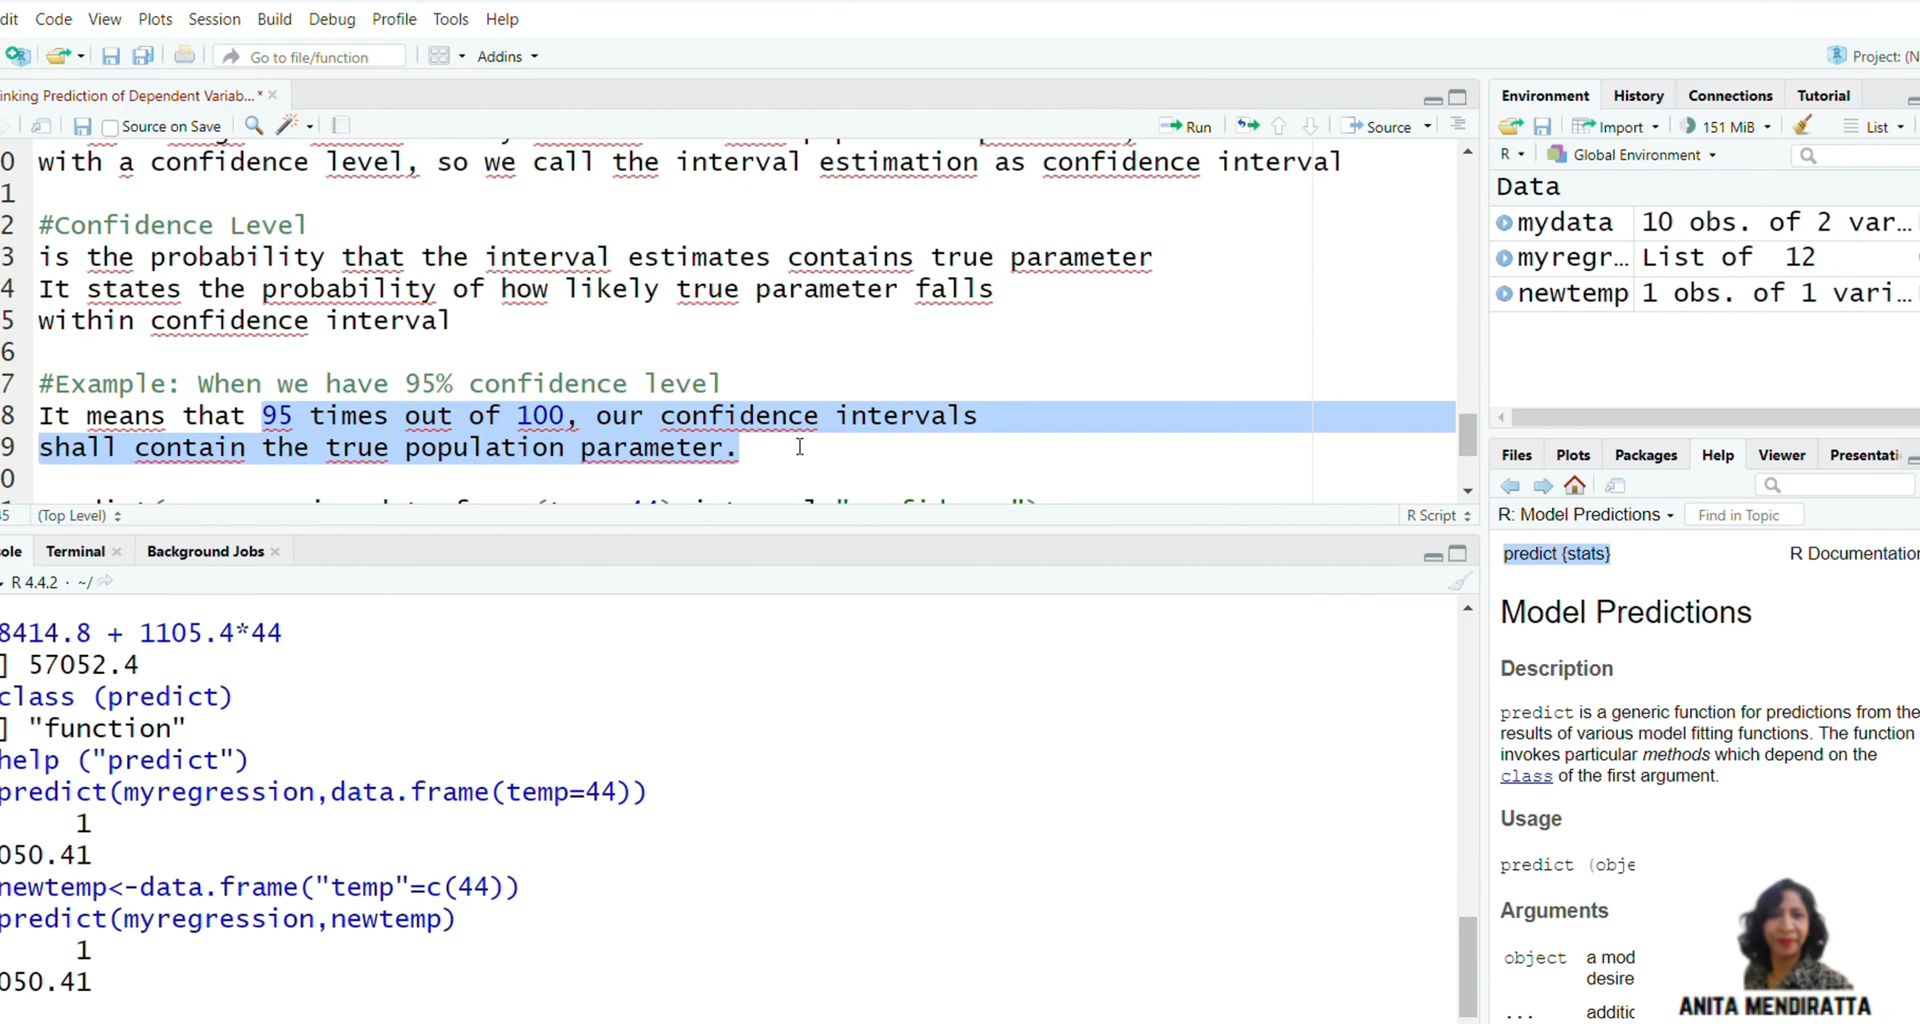 dit Code View Plots Session Build Debug Profile Tools Help
Go to file/function Addins Project: (N
inking Prediction of Dependent Variab...* Environment History Connections Tutorial
Source on Save Run Source Import 151 MiB List
R Global Environment
0 with a confidence level, so we call the interval estimation as confidence interval
1
2 #Confidence Level
3 is the probability that the interval estimates contains true parameter
4 It states the probability of how likely true parameter falls
5 within confidence interval
6
7 #Example: When we have 95% confidence level
8 It means that 95 times out of 100, our confidence intervals
9 shall contain the true population parameter.
0
45 (Top Level) R Script
Data
mydata 10 obs. of 2 var...
myregr... List of 12
newtemp 1 obs. of 1 vari...
ole Terminal Background Jobs
R 4.4.2 · ~/
8414.8 + 1105.4*44
] 57052.4
class (predict)
] "function"
help ("predict")
predict(myregression,data.frame(temp=44))
1
050.41
newtemp<-data.frame("temp"=c(44))
predict(myregression,newtemp)
1
050.41
Files Plots Packages Help Viewer Presentati
R: Model Predictions Find in Topic
predict {stats} R Documentation
Model Predictions
Description
predict is a generic function for predictions from the
results of various model fitting functions. The function
invokes particular methods which depend on the
class of the first argument.
Usage
predict (obje
Arguments
object a mod
desire
... additic
ANITA MENDIRATTA